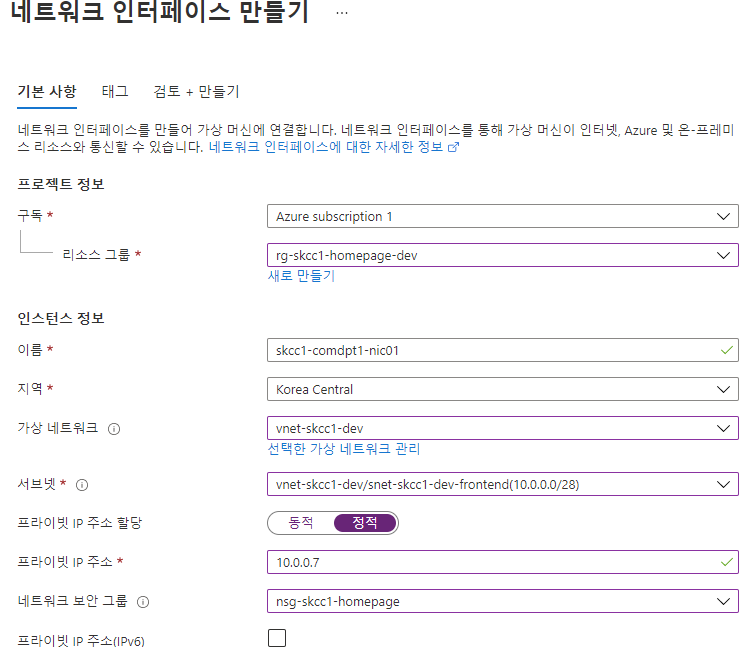 네트워크 인터페이스 만들기 ...
기본 사항 태그 검토 + 만들기
네트워크 인터페이스를 만들어 가상 머신에 연결합니다. 네트워크 인터페이스를 통해 가상 머신이 인터넷, Azure 및 온-프레미
스 리소스와 통신할 수 있습니다. 네트워크 인터페이스에 대한 자세한 정보
프로젝트 정보
구독 * Azure subscription 1
리소스 그룹 * rg-skcc1-homepage-dev
새로 만들기
인스턴스 정보
이름 * skcc1-comdpt1-nic01
지역 * Korea Central
가상 네트워크 vnet-skcc1-dev
선택한 가상 네트워크 관리
서브넷 * vnet-skcc1-dev/snet-skcc1-dev-frontend(10.0.0.0/28)
프라이빗 IP 주소 할당 동적 정적
프라이빗 IP 주소 * 10.0.0.7
네트워크 보안 그룹 nsg-skcc1-homepage
프라이빗 IP 주소(IPv6)